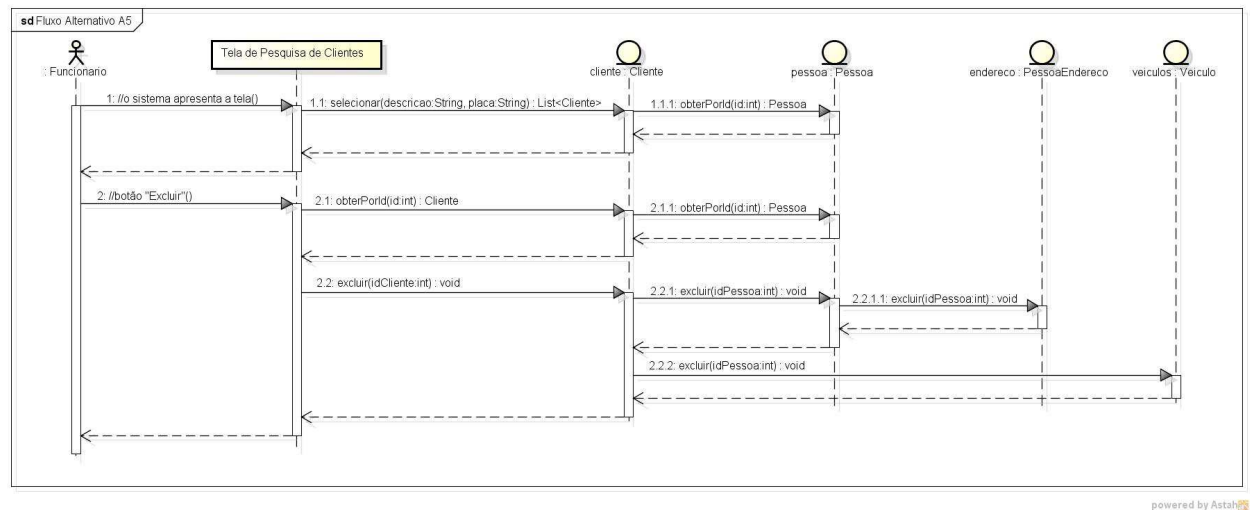 sd Fluxo Alternativo A5
: Funcionario
Tela de Pesquisa de Clientes
cliente : Cliente
pessoa : Pessoa
endereco : PessoaEndereco
veiculos : Veiculo
1: //o sistema apresenta a tela()
1.1: selecionar(descricao:String, placa:String) : List<Cliente>
1.1.1: obterPorId(id:int) : Pessoa
2: //botão "Excluir"()
2.1: obterPorId(id:int) : Cliente
2.1.1: obterPorId(id:int) : Pessoa
2.2: excluir(idCliente:int) : void
2.2.1: excluir(idPessoa:int) : void
2.2.1.1: excluir(idPessoa:int) : void
2.2.2: excluir(idPessoa:int) : void
powered by Astah